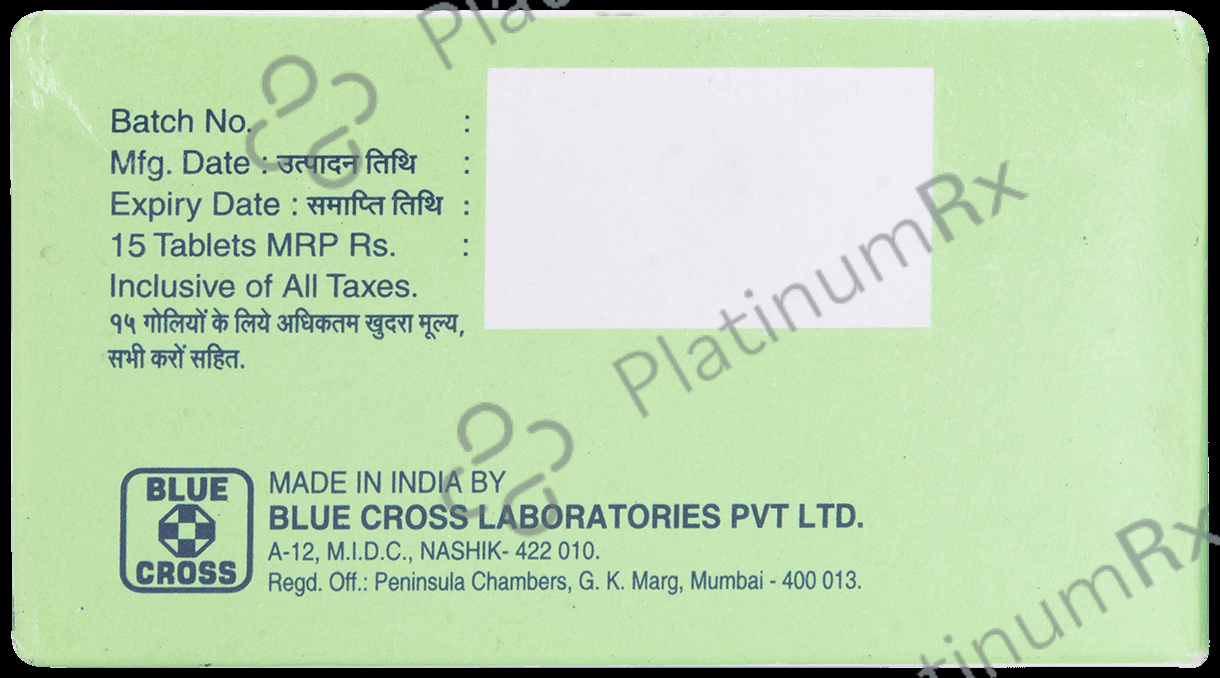 Batch No. :
Mfg. Date : उत्पादन तिथि :
Expiry Date : समाप्ति तिथि :
15 Tablets MRP Rs. :
Inclusive of All Taxes.
१५ गोलियों के लिये अधिकतम खुदरा मूल्य,
सभी करों सहित.
BLUE
CROSS
MADE IN INDIA BY
BLUE CROSS LABORATORIES PVT LTD.
A-12, M.I.D.C., NASHIK- 422 010.
Regd. Off.: Peninsula Chambers, G. K. Marg, Mumbai - 400 013.
Plati
PlatinumRx
tinumRx